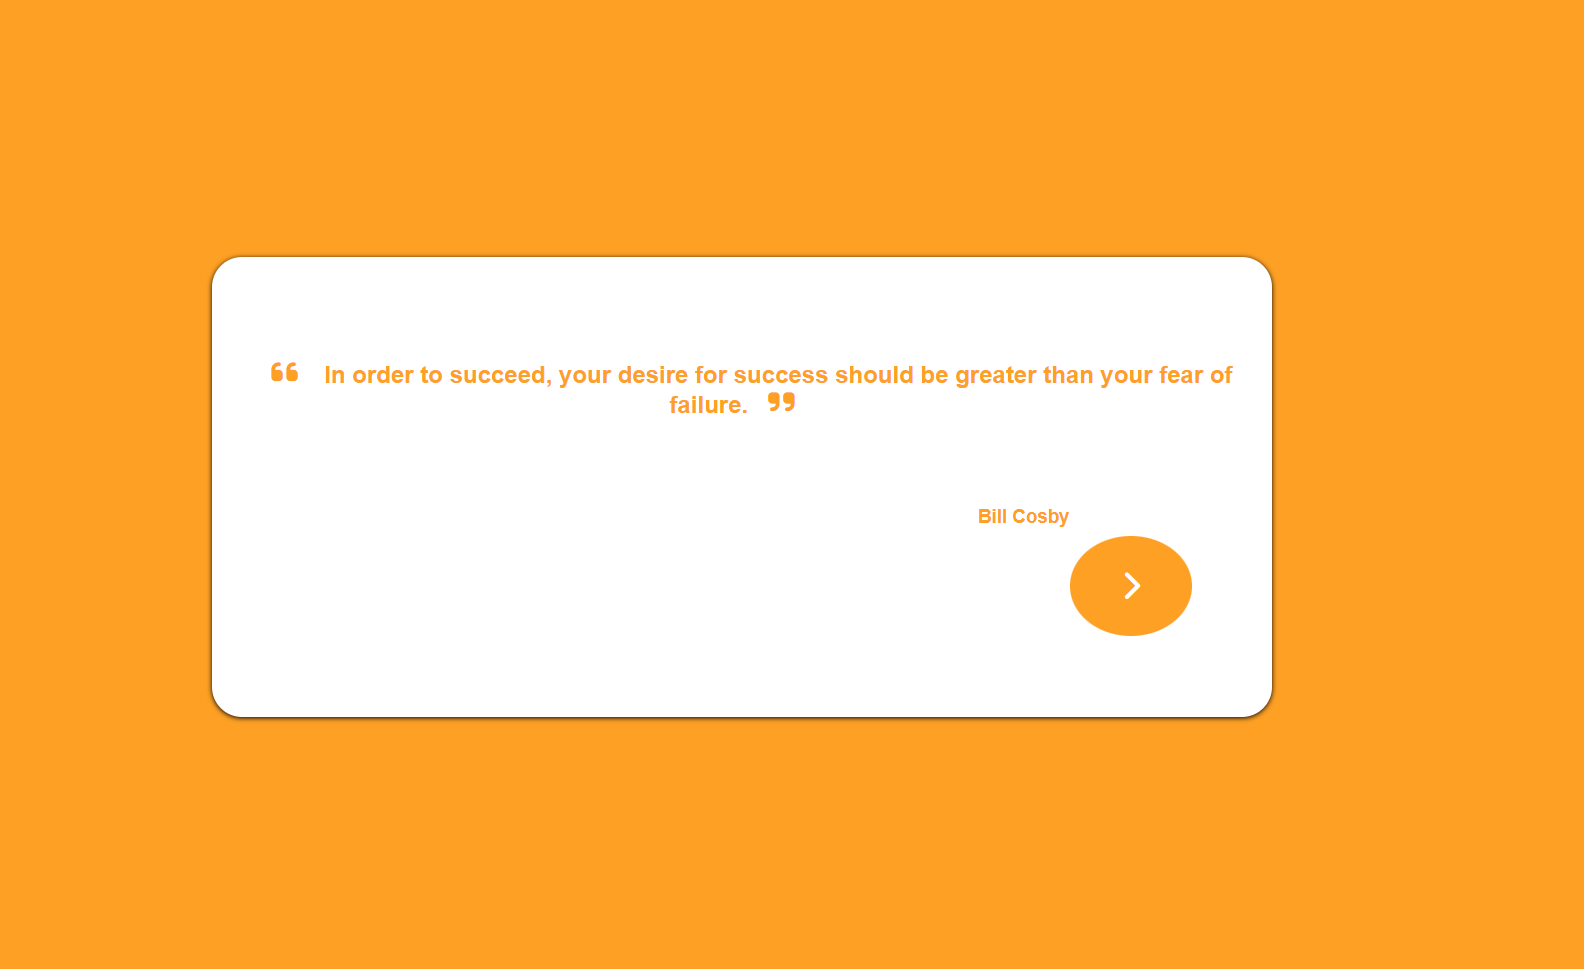 ❝ In order to succeed, your desire for success should be greater than your fear of
failure. ❞
Bill Cosby